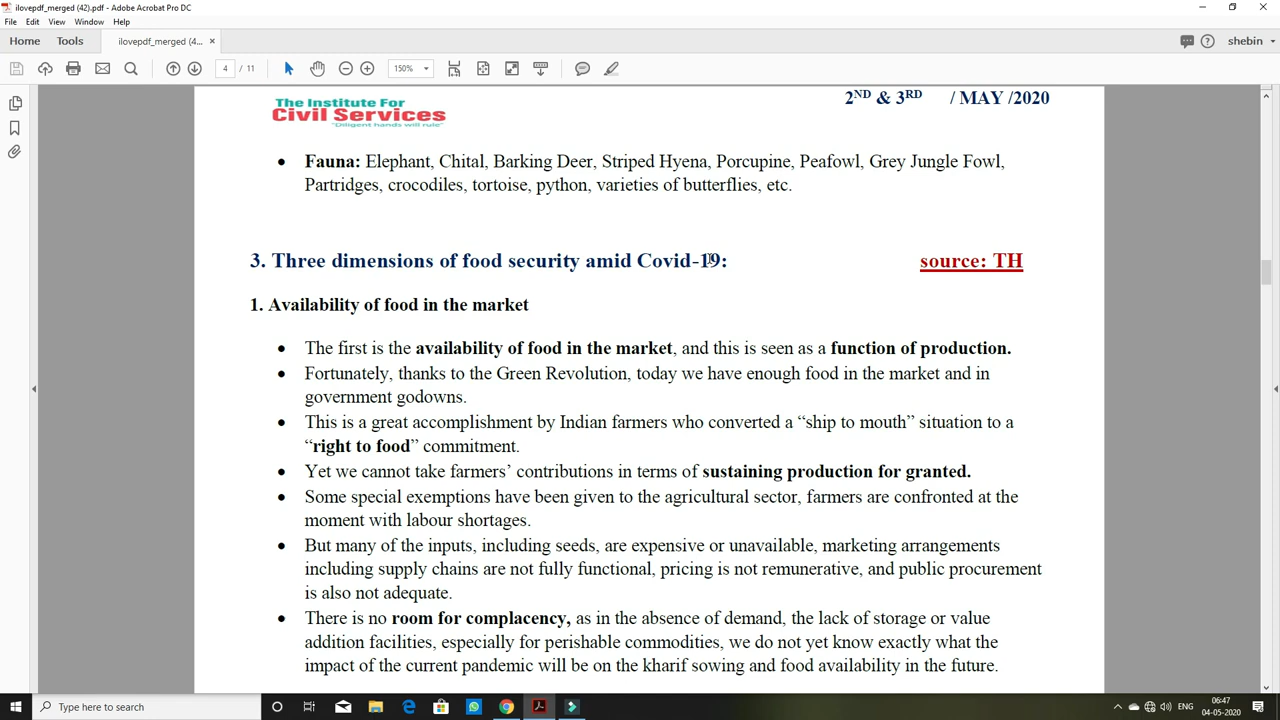 ilovepdf_merged (42).pdf - Adobe Acrobat Pro DC
File Edit View Window Help
Home Tools ilovepdf_merged (4... × shebin
4 / 11 150%
The Institute For
Civil Services
"Diligent hands will rule"
2ND & 3RD / MAY /2020
• Fauna: Elephant, Chital, Barking Deer, Striped Hyena, Porcupine, Peafowl, Grey Jungle Fowl,
Partridges, crocodiles, tortoise, python, varieties of butterflies, etc.
3. Three dimensions of food security amid Covid-19: source: TH
1. Availability of food in the market
• The first is the availability of food in the market, and this is seen as a function of production.
• Fortunately, thanks to the Green Revolution, today we have enough food in the market and in
government godowns.
• This is a great accomplishment by Indian farmers who converted a “ship to mouth” situation to a
“right to food” commitment.
• Yet we cannot take farmers’ contributions in terms of sustaining production for granted.
• Some special exemptions have been given to the agricultural sector, farmers are confronted at the
moment with labour shortages.
• But many of the inputs, including seeds, are expensive or unavailable, marketing arrangements
including supply chains are not fully functional, pricing is not remunerative, and public procurement
is also not adequate.
• There is no room for complacency, as in the absence of demand, the lack of storage or value
addition facilities, especially for perishable commodities, we do not yet know exactly what the
impact of the current pandemic will be on the kharif sowing and food availability in the future.
Type here to search
ENG
06:47
04-05-2020